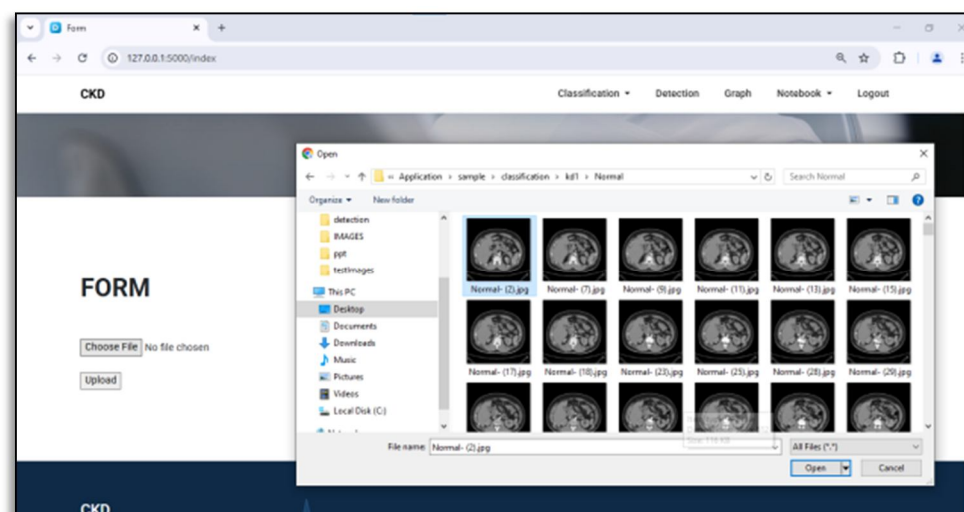 Form
127.0.0.1:5000/index
CKD
Classification
Detection
Graph
Notebook
Logout
Open
« Application › sample › classification › kd1 › Normal
Search Normal
Organize
New folder
detection
IMAGES
ppt
testImages
This PC
Desktop
Documents
Downloads
Music
Pictures
Videos
Local Disk (C:)
Normal- (2).jpg
Normal- (7).jpg
Normal- (9).jpg
Normal- (11).jpg
Normal- (13).jpg
Normal- (15).jpg
Normal- (17).jpg
Normal- (18).jpg
Normal- (23).jpg
Normal- (25).jpg
Normal- (28).jpg
Normal- (29).jpg
File name:
Normal- (2).jpg
All Files (*.*)
Open
Cancel
FORM
Choose File No file chosen
Upload
CKD